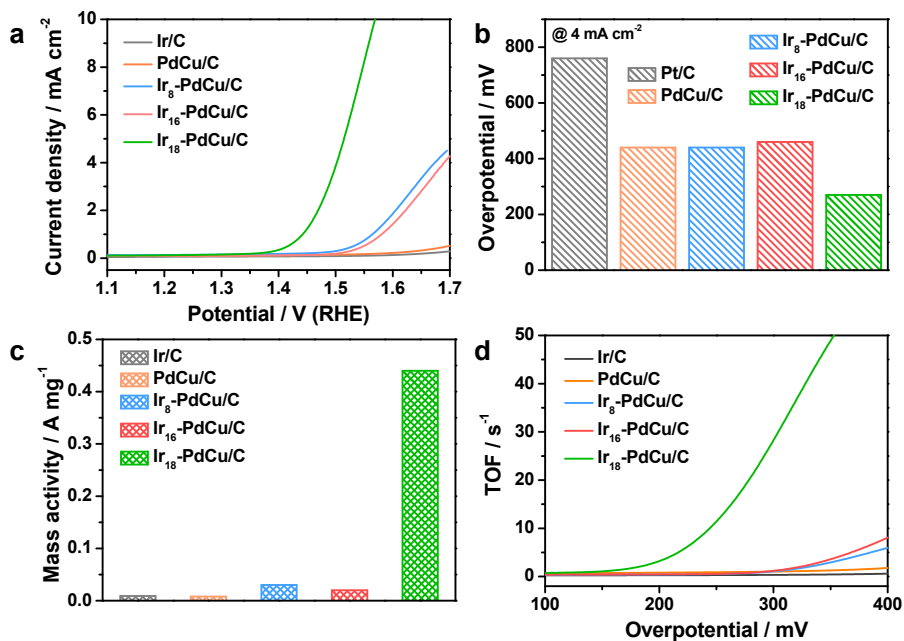 a
Ir/C
PdCu/C
Ir8-PdCu/C
Ir16-PdCu/C
Ir18-PdCu/C
10
8
6
4
2
0
Current density / mA cm-2
1.1 1.2 1.3 1.4 1.5 1.6 1.7
Potential / V (RHE)
b
@ 4 mA cm-2
Pt/C
PdCu/C
Ir8-PdCu/C
Ir16-PdCu/C
Ir18-PdCu/C
800
600
400
200
0
Overpotential / mV
c
Ir/C
PdCu/C
Ir8-PdCu/C
Ir16-PdCu/C
Ir18-PdCu/C
0.5
0.4
0.3
0.2
0.1
0.0
Mass activity / A mg-1
d
Ir/C
PdCu/C
Ir8-PdCu/C
Ir16-PdCu/C
Ir18-PdCu/C
50
40
30
20
10
0
TOF / s-1
100 200 300 400
Overpotential / mV